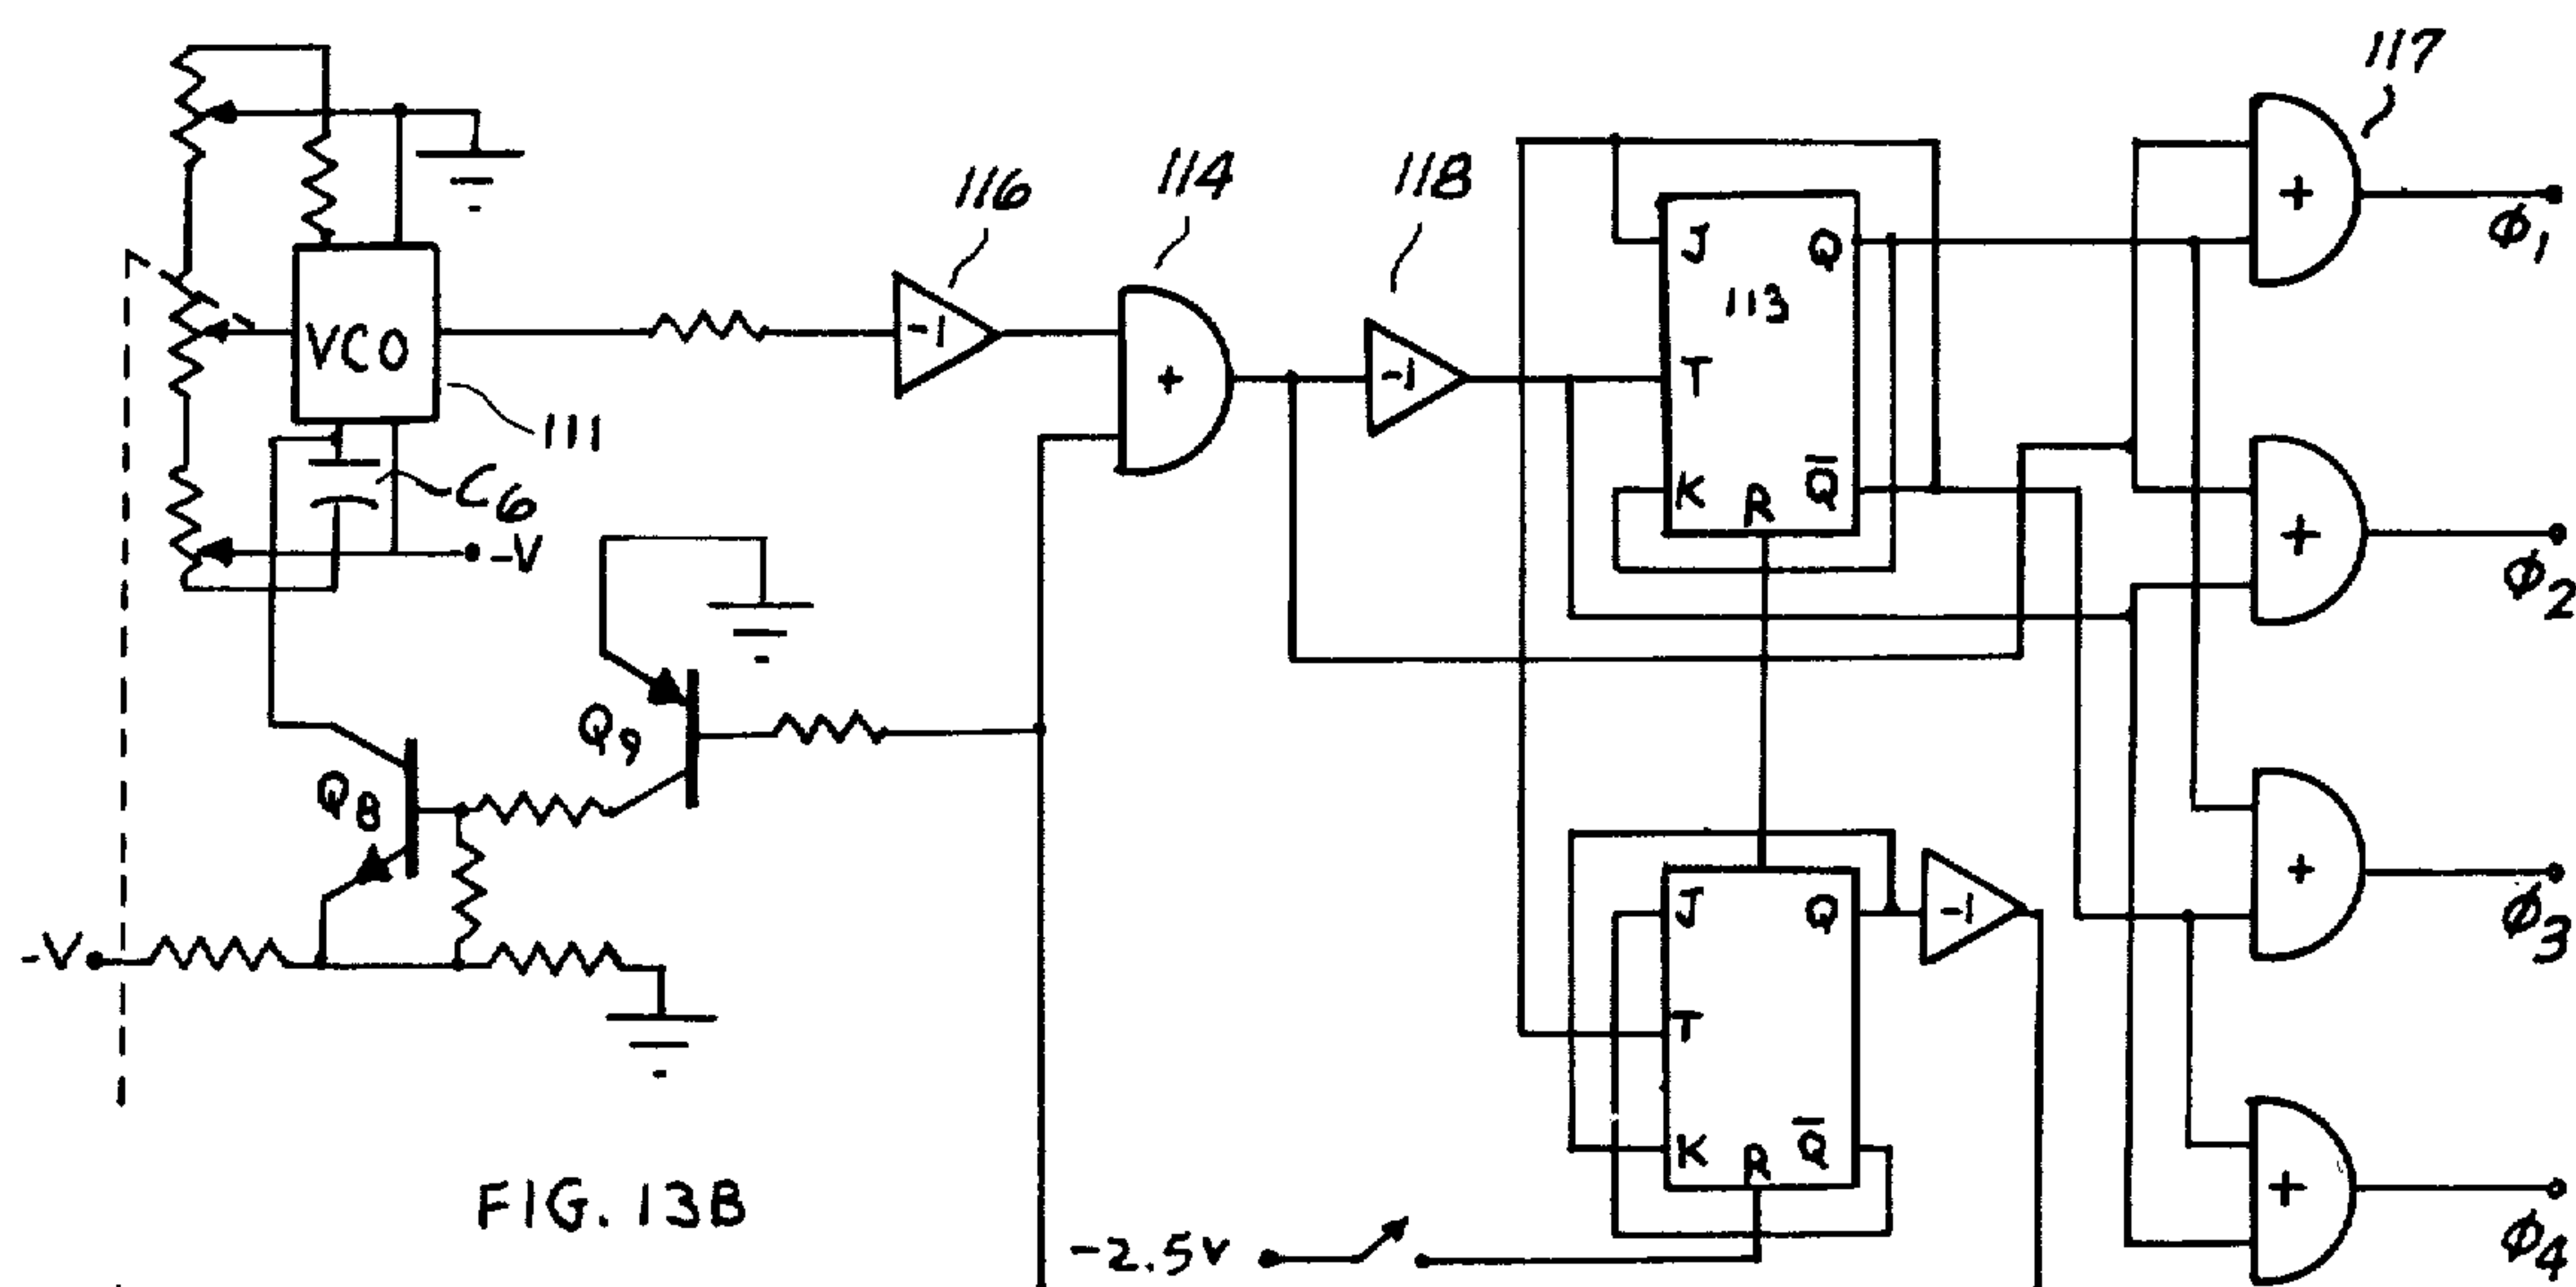 117
116
114
118
+
ϕ1
J
Q
113
VCO
-1
+
-1
T
111
C6
K
R
Q̅
+
ϕ2
-V
Q9
Q8
J
Q
-1
+
ϕ3
-V
T
K
R
Q̅
+
ϕ4
FIG. 13B
-2.5V